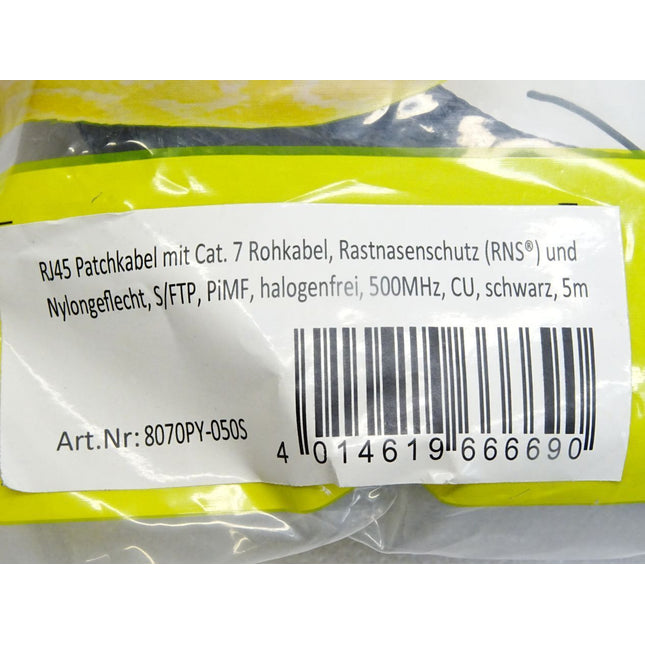 RJ45 Patchkabel mit Cat. 7 Rohkabel, Rastnasenschutz (RNS®) und
Nylongeflecht, S/FTP, PiMF, halogenfrei, 500MHz, CU, schwarz, 5m
Art.Nr: 8070PY-050S
4 014619 666690